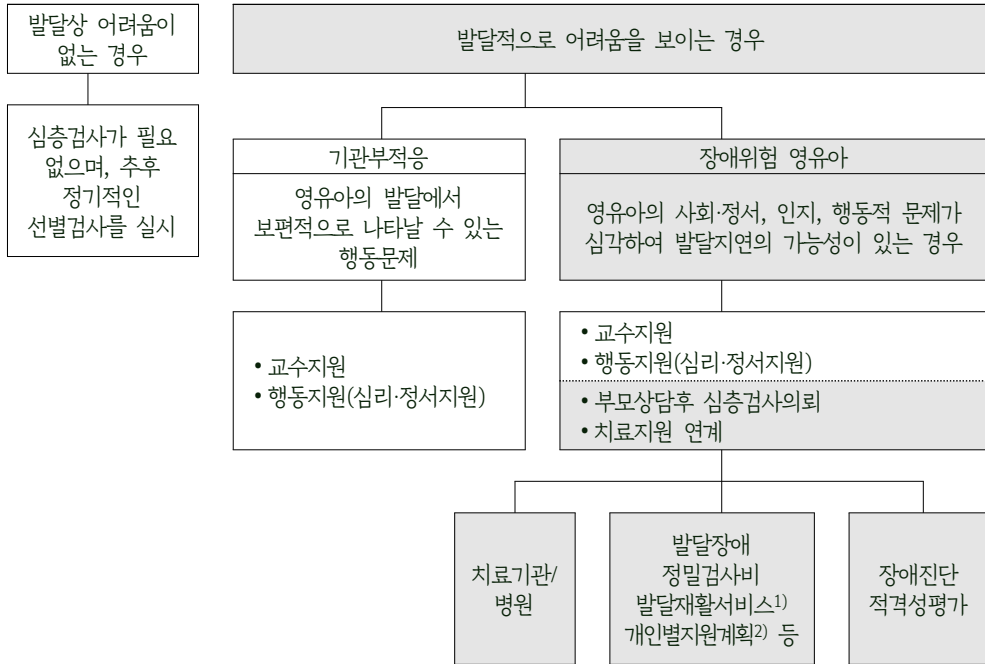 발달상 어려움이
없는 경우
발달적으로 어려움을 보이는 경우
심층검사가 필요
없으며, 추후
정기적인
선별검사를 실시
기관부적응
영유아의 발달에서
보편적으로 나타날 수 있는
행동문제
장애위험 영유아
영유아의 사회·정서, 인지, 행동적 문제가
심각하여 발달지연의 가능성이 있는 경우
• 교수지원
• 행동지원(심리·정서지원)
• 교수지원
• 행동지원(심리·정서지원)
• 부모상담후 심층검사의뢰
• 치료지원 연계
치료기관/
병원
발달장애
정밀검사비
발달재활서비스1)
개인별지원계획2) 등
장애진단
적격성평가